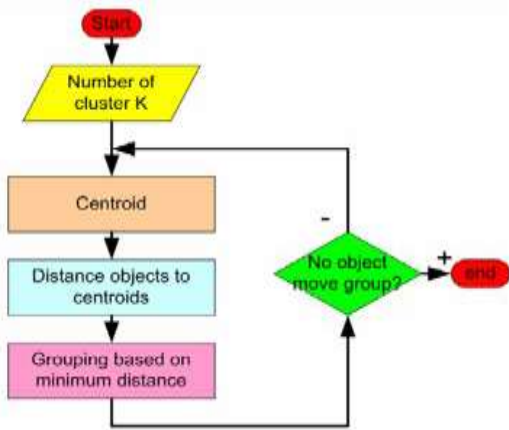 Start
Number of
cluster K
Centroid
Distance objects to
centroids
Grouping based on
minimum distance
-
No object
move group?
+
end